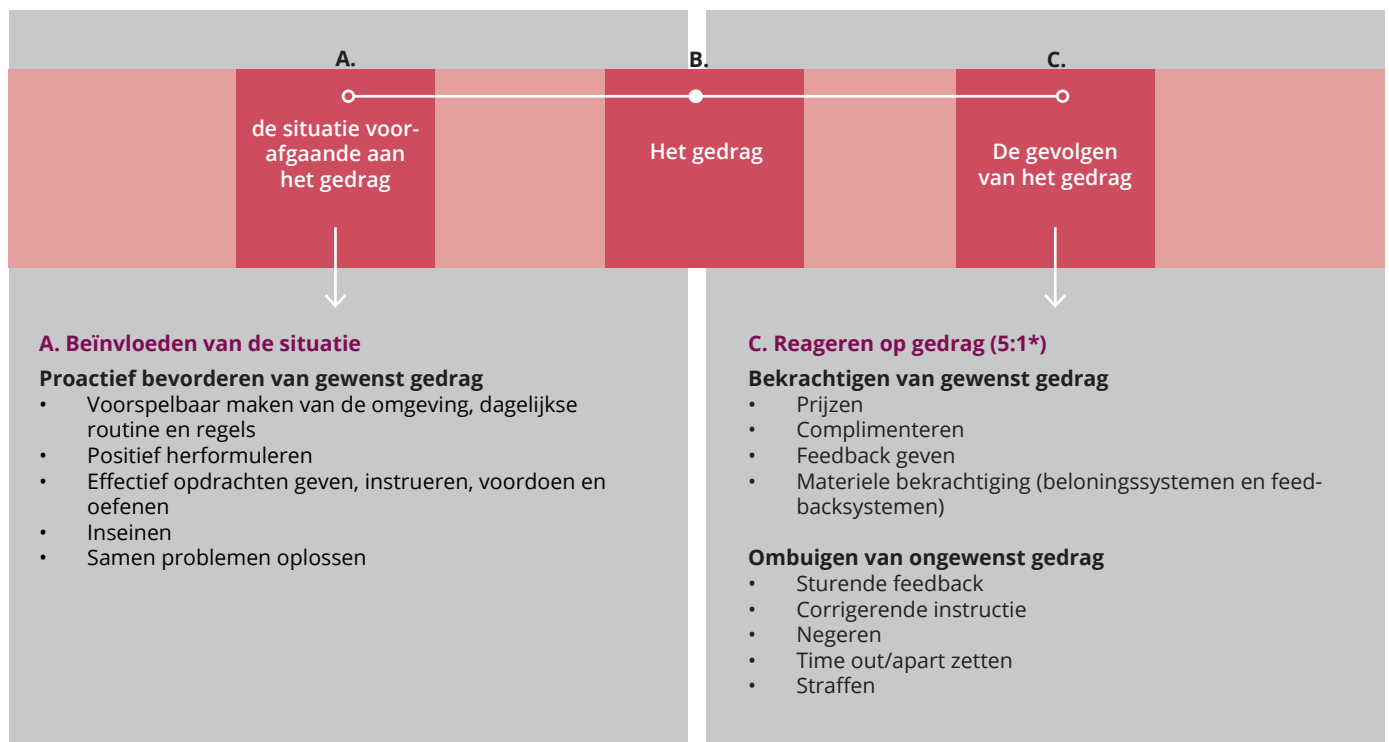 A.
B.
C.
de situatie voor-
afgaande aan
het gedrag
Het gedrag
De gevolgen
van het gedrag
A. Beïnvloeden van de situatie
Proactief bevorderen van gewenst gedrag
• Voorspelbaar maken van de omgeving, dagelijkse
routine en regels
• Positief herformuleren
• Effectief opdrachten geven, instrueren, voordoen en
oefenen
• Inseinen
• Samen problemen oplossen
C. Reageren op gedrag (5:1*)
Bekrachtigen van gewenst gedrag
• Prijzen
• Complimenteren
• Feedback geven
• Materiele bekrachtiging (beloningssystemen en feed-
backsystemen)
Ombuigen van ongewenst gedrag
• Sturende feedback
• Corrigerende instructie
• Negeren
• Time out/apart zetten
• Straffen